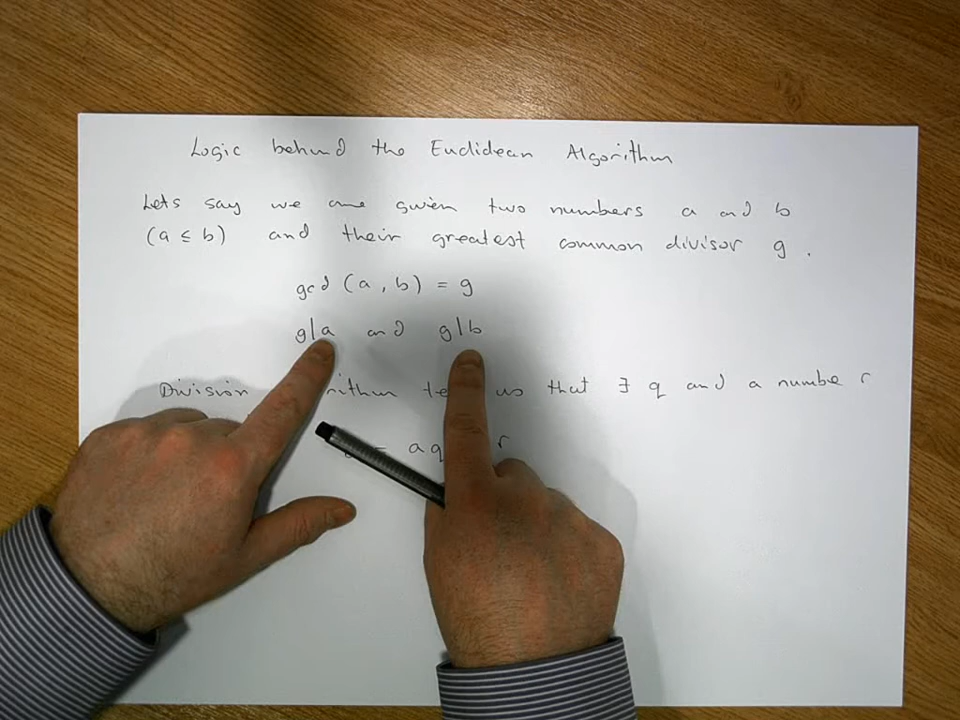 Logic behind the Euclidean Algorithm
Lets say we are given two numbers a and b
(a ≤ b) and their greatest common divisor g .
gcd (a , b) = g
g|a and g|b
Division us that ∃ q and a number r
= aq r